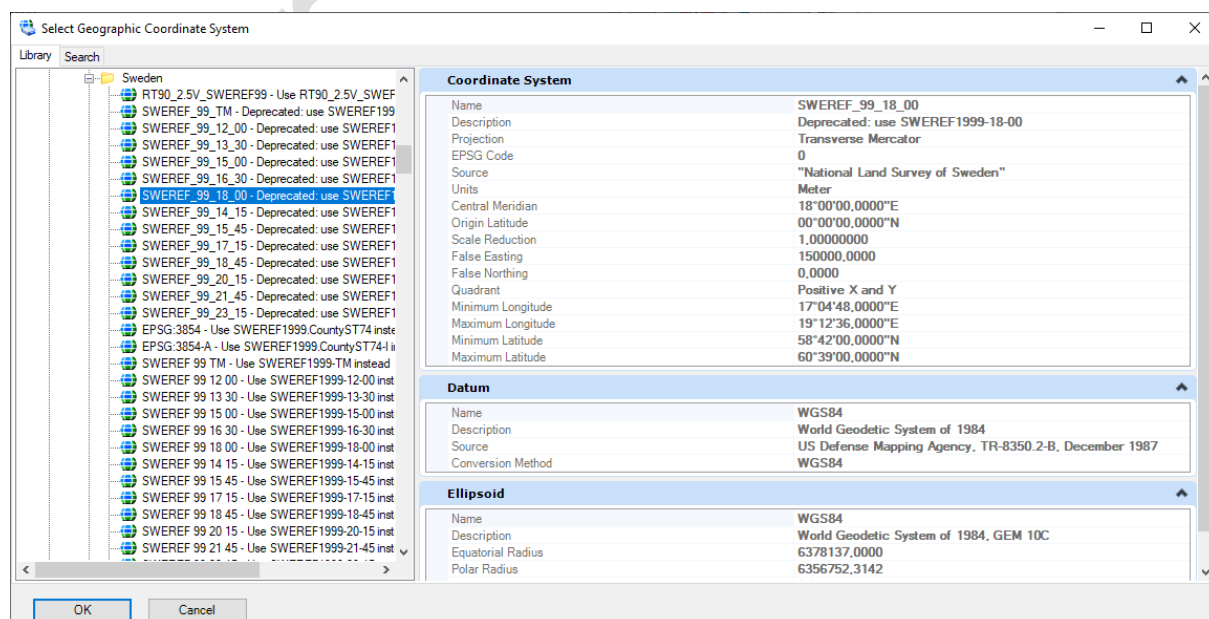 Select Geographic Coordinate System
Library Search
Sweden
RT90_2.5V_SWEREF99 - Use RT90_2.5V_SWEF
SWEREF_99_TM - Deprecated: use SWEREF199
SWEREF_99_12_00 - Deprecated: use SWEREF1
SWEREF_99_13_30 - Deprecated: use SWEREF1
SWEREF_99_15_00 - Deprecated: use SWEREF1
SWEREF_99_16_30 - Deprecated: use SWEREF1
SWEREF_99_18_00 - Deprecated: use SWEREF1
SWEREF_99_14_15 - Deprecated: use SWEREF1
SWEREF_99_15_45 - Deprecated: use SWEREF1
SWEREF_99_17_15 - Deprecated: use SWEREF1
SWEREF_99_18_45 - Deprecated: use SWEREF1
SWEREF_99_20_15 - Deprecated: use SWEREF1
SWEREF_99_21_45 - Deprecated: use SWEREF1
SWEREF_99_23_15 - Deprecated: use SWEREF1
EPSG:3854 - Use SWEREF1999.CountyST74 inste
EPSG:3854-A - Use SWEREF1999.CountyST74-I i
SWEREF 99 TM - Use SWEREF1999-TM instead
SWEREF 99 12 00 - Use SWEREF1999-12-00 inst
SWEREF 99 13 30 - Use SWEREF1999-13-30 inst
SWEREF 99 15 00 - Use SWEREF1999-15-00 inst
SWEREF 99 16 30 - Use SWEREF1999-16-30 inst
SWEREF 99 18 00 - Use SWEREF1999-18-00 inst
SWEREF 99 14 15 - Use SWEREF1999-14-15 inst
SWEREF 99 15 45 - Use SWEREF1999-15-45 inst
SWEREF 99 17 15 - Use SWEREF1999-17-15 inst
SWEREF 99 18 45 - Use SWEREF1999-18-45 inst
SWEREF 99 20 15 - Use SWEREF1999-20-15 inst
SWEREF 99 21 45 - Use SWEREF1999-21-45 inst
Coordinate System
Name SWEREF_99_18_00
Description Deprecated: use SWEREF1999-18-00
Projection Transverse Mercator
EPSG Code 0
Source "National Land Survey of Sweden"
Units Meter
Central Meridian 18°00'00,0000"E
Origin Latitude 00°00'00,0000"N
Scale Reduction 1,00000000
False Easting 150000,0000
False Northing 0,0000
Quadrant Positive X and Y
Minimum Longitude 17°04'48,0000"E
Maximum Longitude 19°12'36,0000"E
Minimum Latitude 58°42'00,0000"N
Maximum Latitude 60°39'00,0000"N
Datum
Name WGS84
Description World Geodetic System of 1984
Source US Defense Mapping Agency, TR-8350.2-B, December 1987
Conversion Method WGS84
Ellipsoid
Name WGS84
Description World Geodetic System of 1984, GEM 10C
Equatorial Radius 6378137,0000
Polar Radius 6356752,3142
OK Cancel